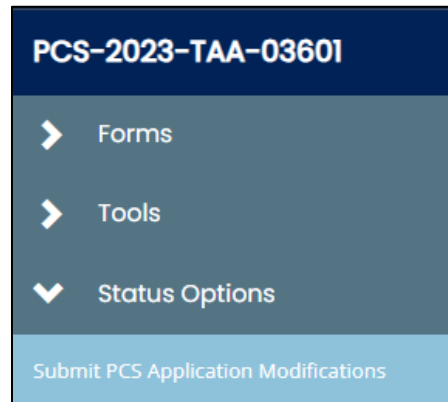 PCS-2023-TAA-03601
Forms
Tools
Status Options
Submit PCS Application Modifications